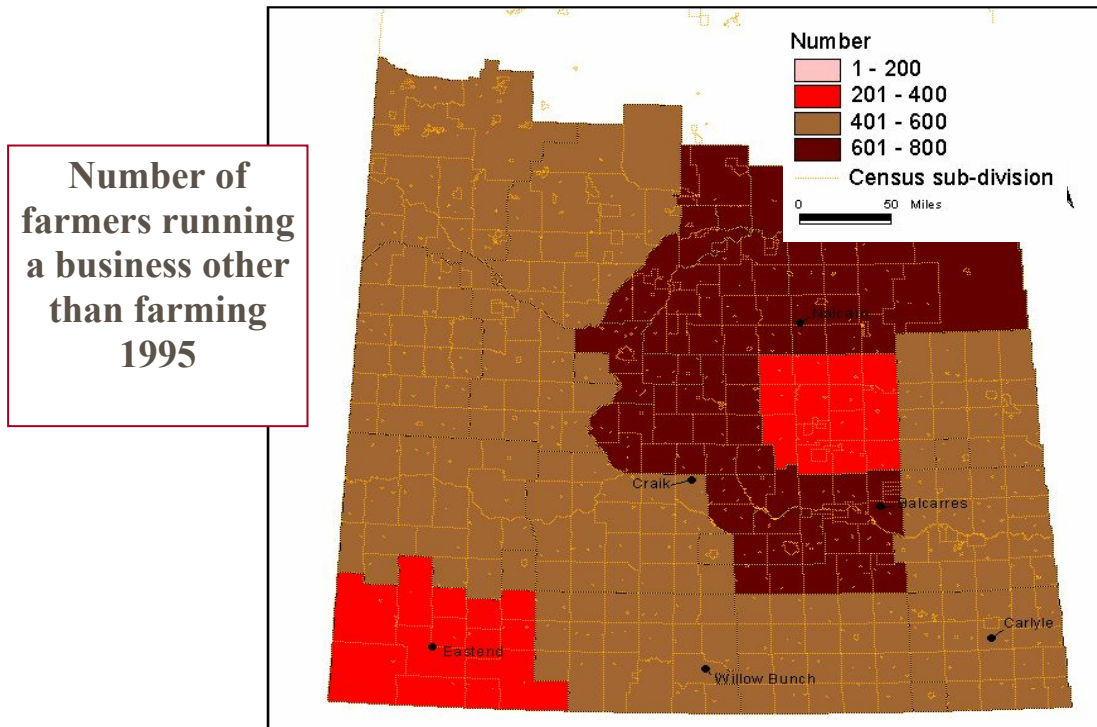 Number of
farmers running
a business other
than farming
1995
Number
1 - 200
201 - 400
401 - 600
601 - 800
Census sub-division
0 50 Miles
Naicam
Craik
Balcarres
Carlyle
Eastend
Willow Bunch